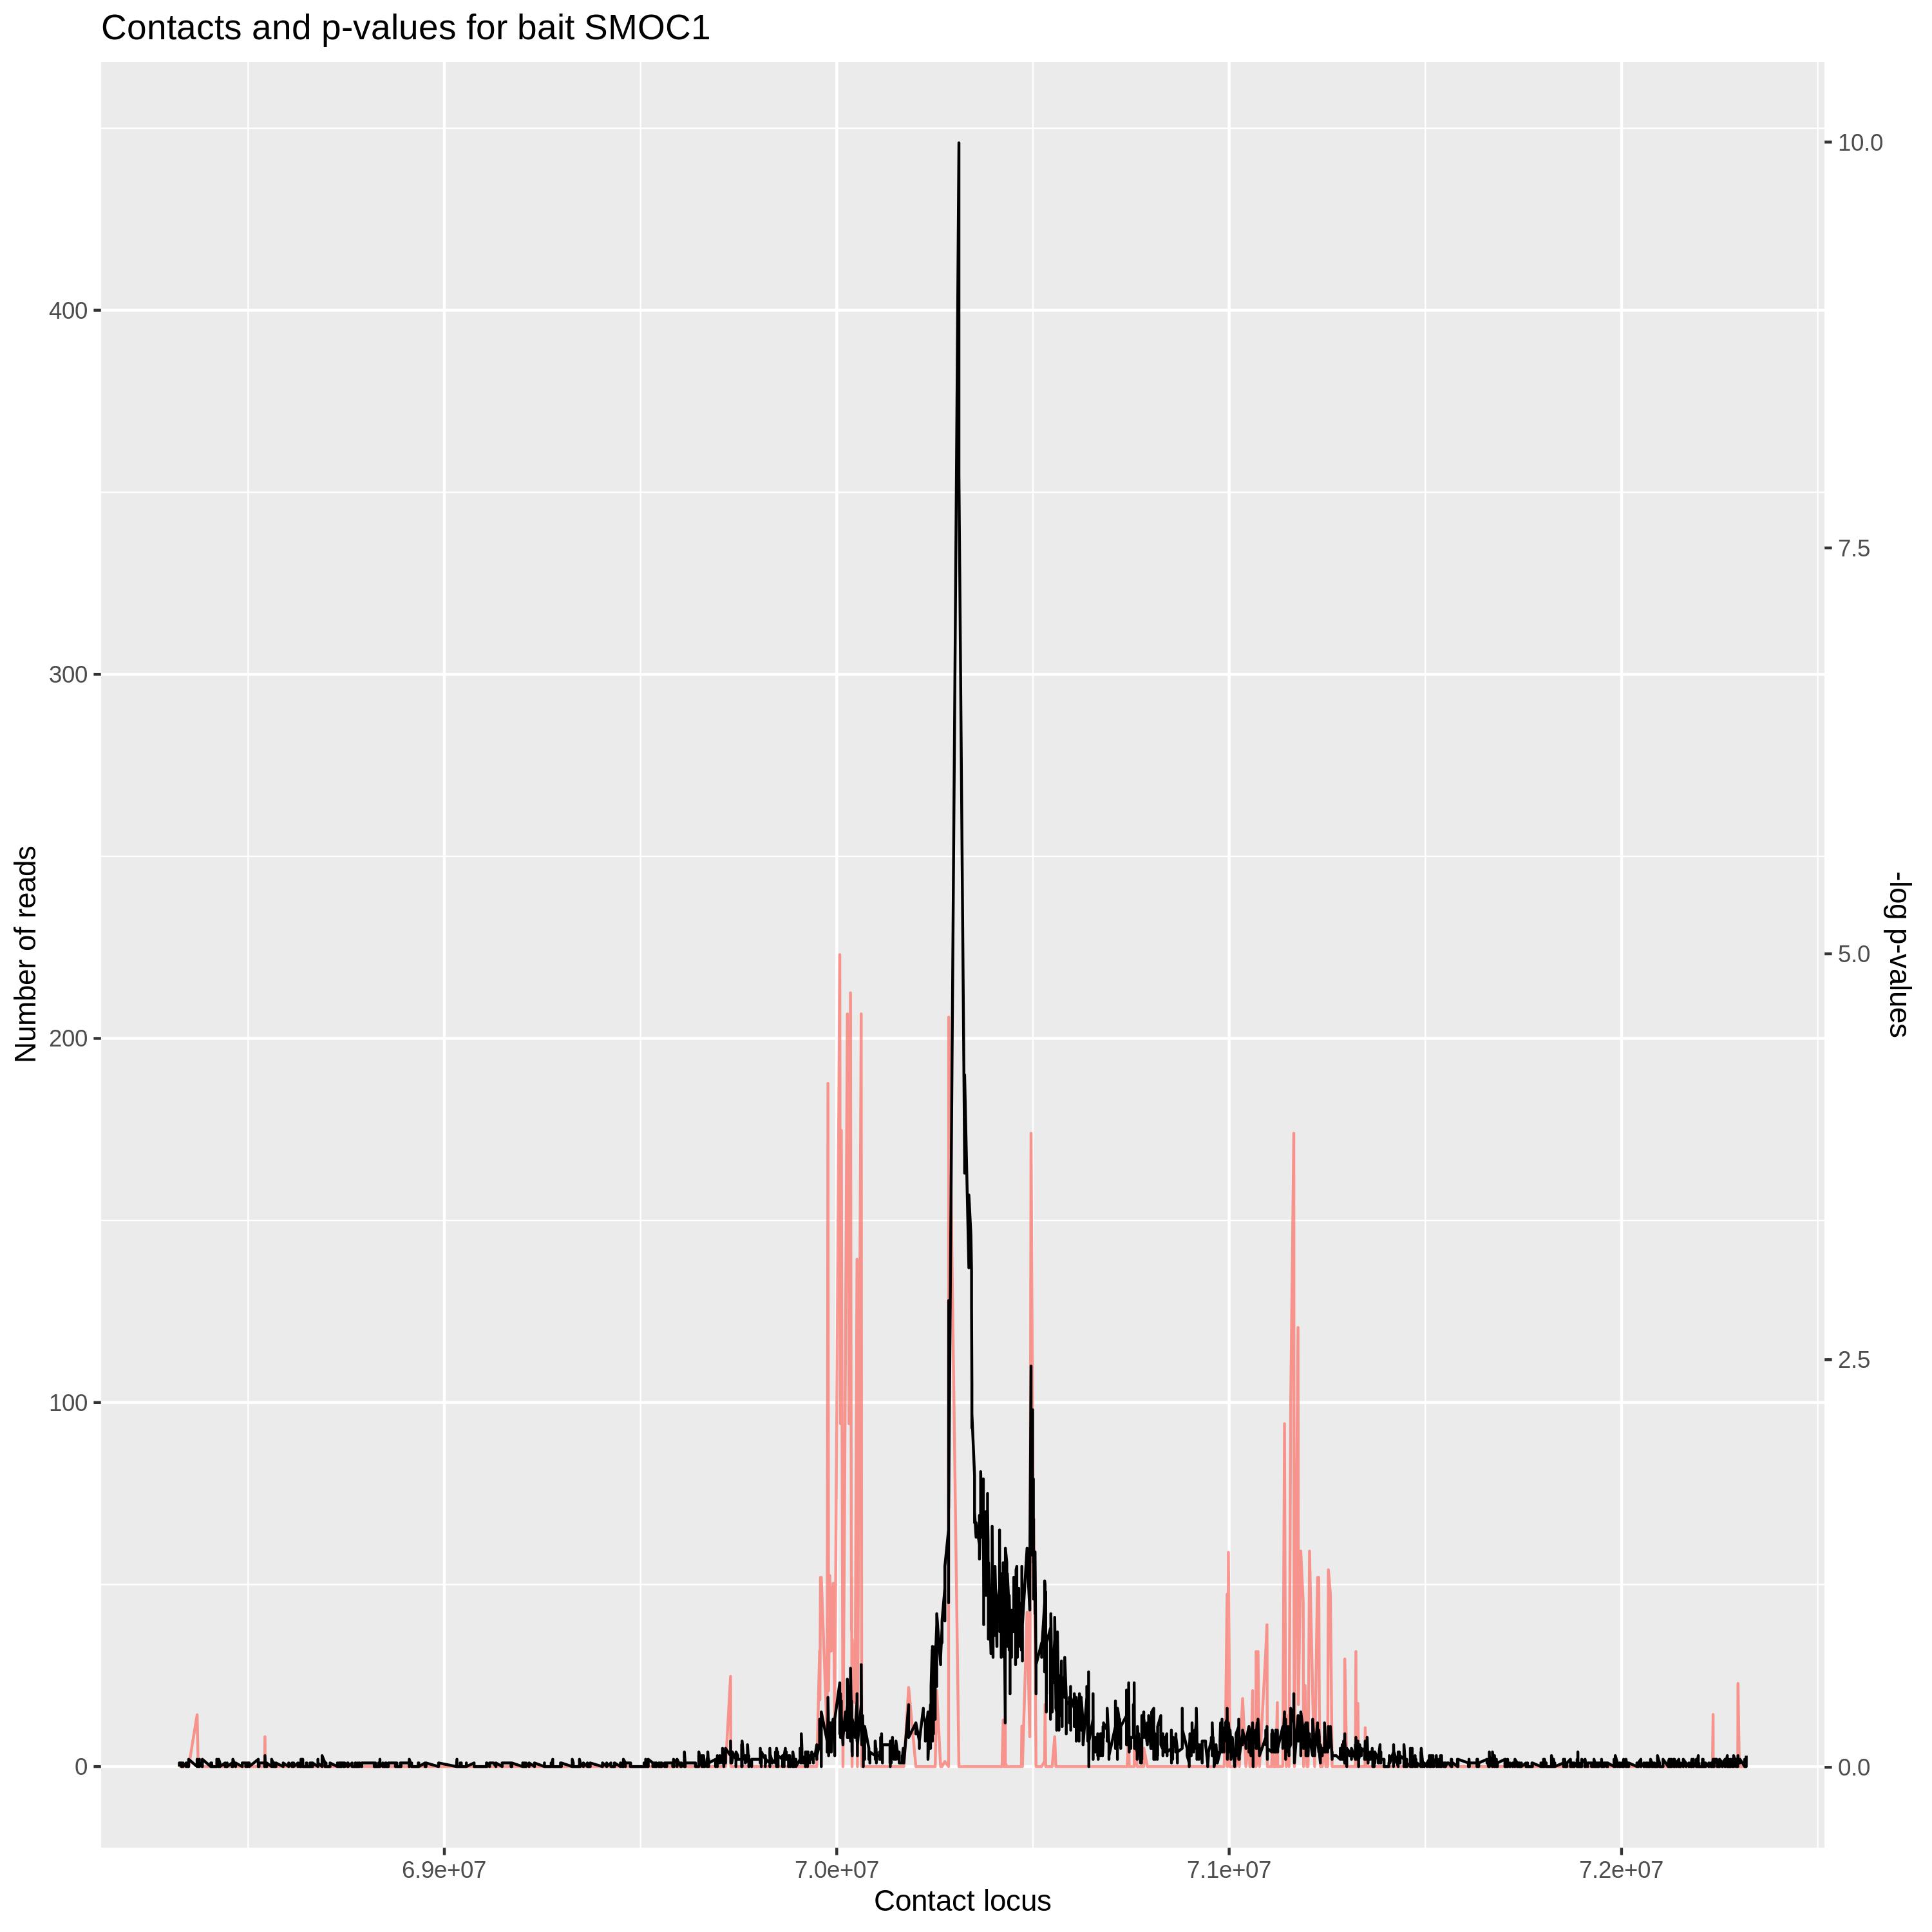 Contacts and p-values for bait SMOC1
400
300
200
100
0
Number of reads
10.0
7.5
5.0
2.5
0.0
-log p-values
6.9e+07
7.0e+07
7.1e+07
7.2e+07
Contact locus